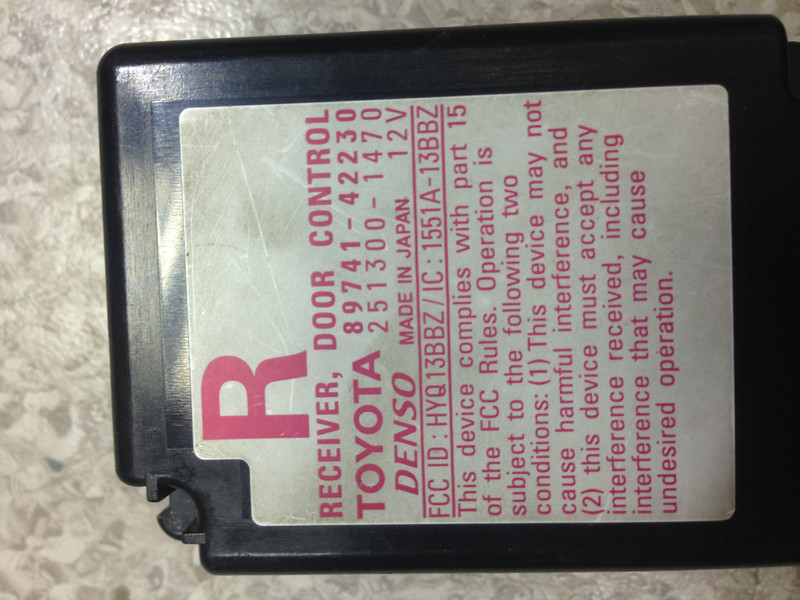 R
RECEIVER, DOOR CONTROL
TOYOTA 89741-42230
251300-1470
DENSO MADE IN JAPAN 12V
FCC ID : HYQ13BBZ/IC : 1551A-13BBZ
This device complies with part 15
of the FCC Rules. Operation is
subject to the following two
conditions: (1) This device may not
cause harmful interference, and
(2) this device must accept any
interference received, including
interference that may cause
undesired operation.